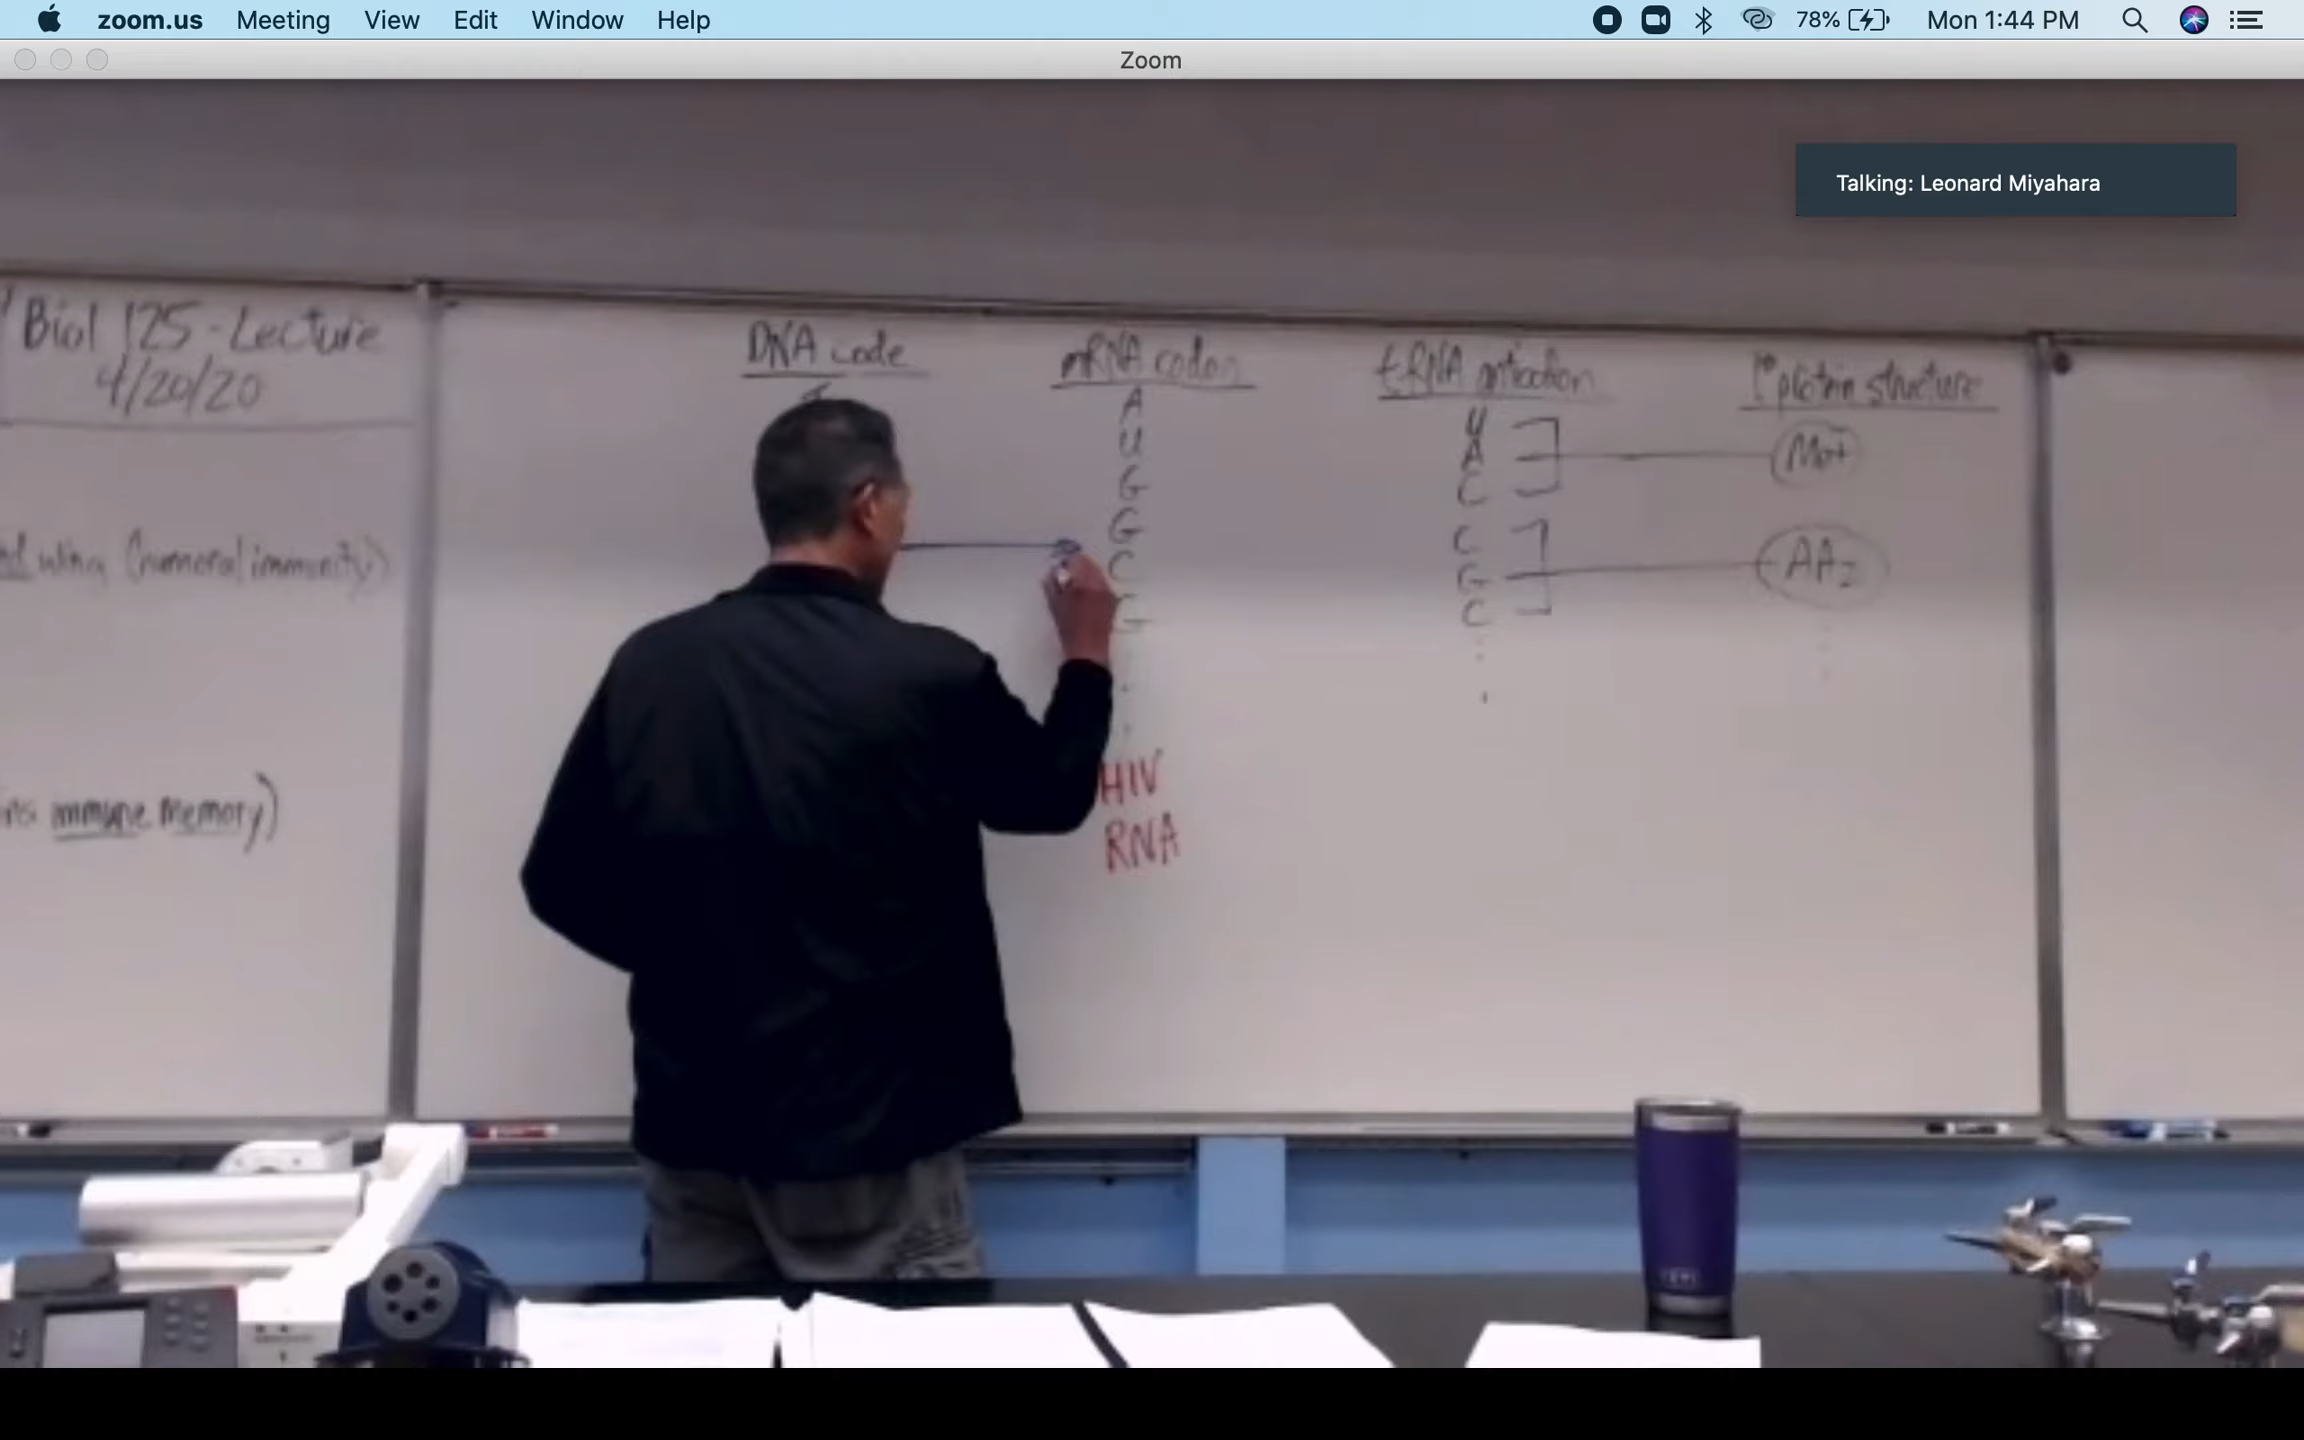 zoom.us Meeting View Edit Window Help 78% Mon 1:44 PM
Zoom
Talking: Leonard Miyahara
Biol 125 - Lecture
4/20/20
using (humoral immunity)
immune memory)
DNA code
mRNA codon
A
U
G
G
C
G
HIV
RNA
tRNA anticodon
U
A
C
C
G
C
1° protein structure
Met
AA2
YETI